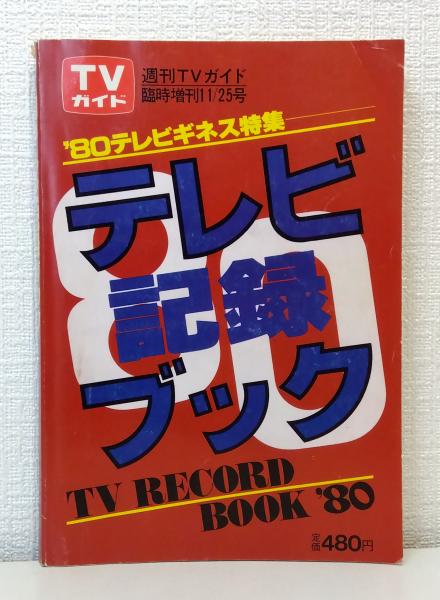 TV
ガイド
週刊TVガイド
臨時増刊11/25号
'80テレビギネス特集
80
テレビ
記録
ブック
TV RECORD
BOOK '80
定価480円